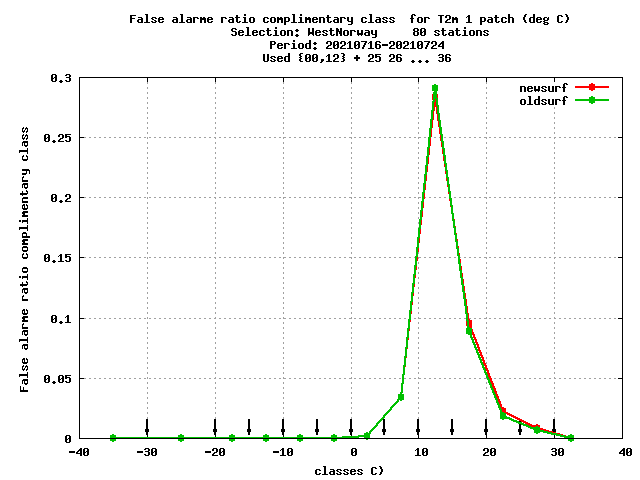 False alarme ratio complimentary class  for T2m 1 patch (deg C)
Selection: WestNorway     80 stations
Period: 20210716-20210724
Used {00,12} + 25 26 ... 36
newsurf
oldsurf
0.3
0.25
0.2
0.15
0.1
0.05
0
False alarme ratio complimentary class
-40 -30 -20 -10 0 10 20 30 40
classes C)